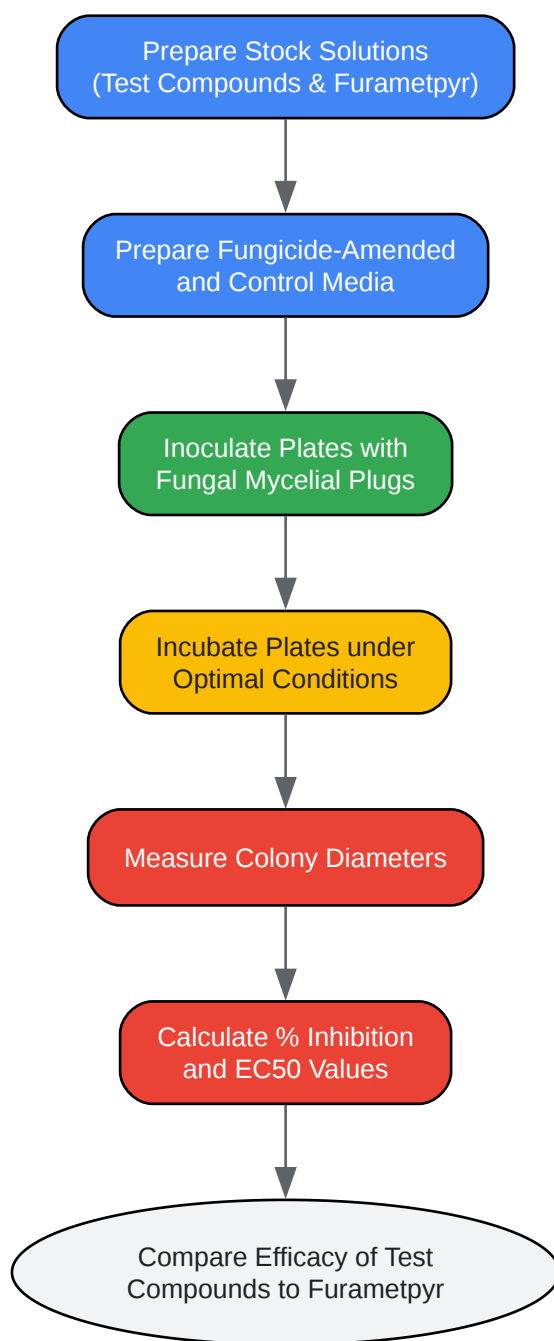 Prepare Stock Solutions
(Test Compounds & Furametpyr)
Prepare Fungicide-Amended
and Control Media
Inoculate Plates with
Fungal Mycelial Plugs
Incubate Plates under
Optimal Conditions
Measure Colony Diameters
Calculate % Inhibition
and EC50 Values
Compare Efficacy of Test
Compounds to Furametpyr